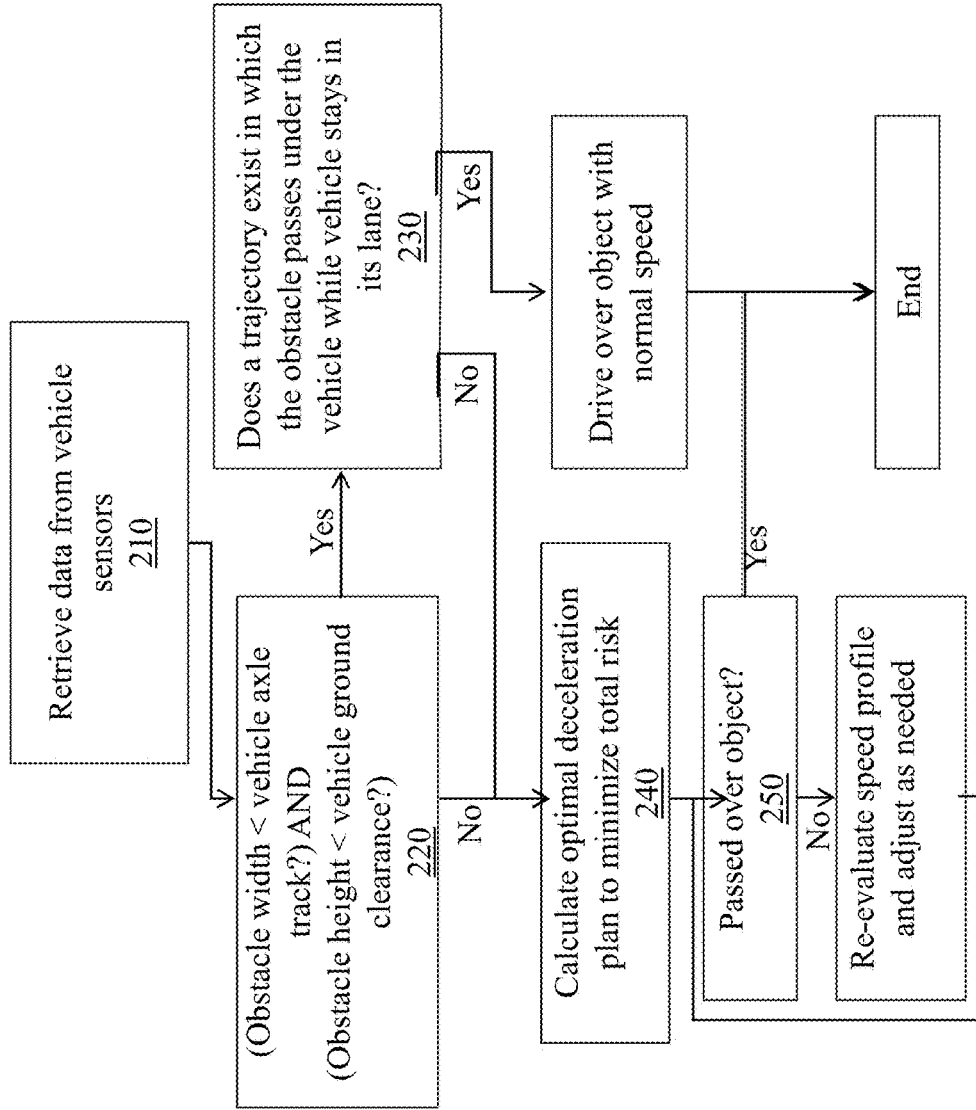 Retrieve data from vehicle
sensors
210
(Obstacle width < vehicle axle
track?) AND
(Obstacle height < vehicle ground
clearance?)
220
Yes
No
Does a trajectory exist in which
the obstacle passes under the
vehicle while vehicle stays in
its lane?
230
No
Yes
Calculate optimal deceleration
plan to minimize total risk
240
Drive over object with
normal speed
Passed over object?
250
Yes
No
Re-evaluate speed profile
and adjust as needed
End